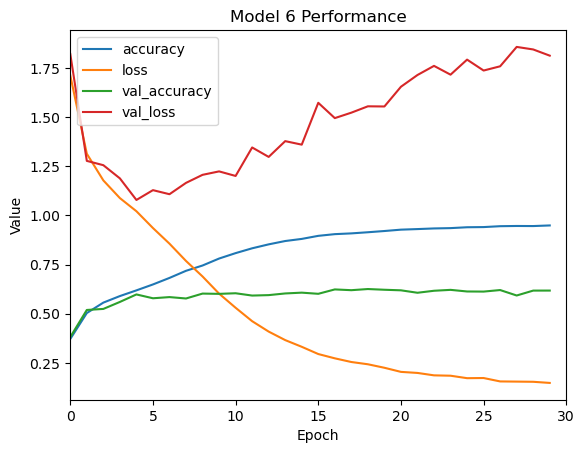 Model 6 Performance
accuracy
loss
val_accuracy
val_loss
Value
1.75
1.50
1.25
1.00
0.75
0.50
0.25
0 5 10 15 20 25 30
Epoch